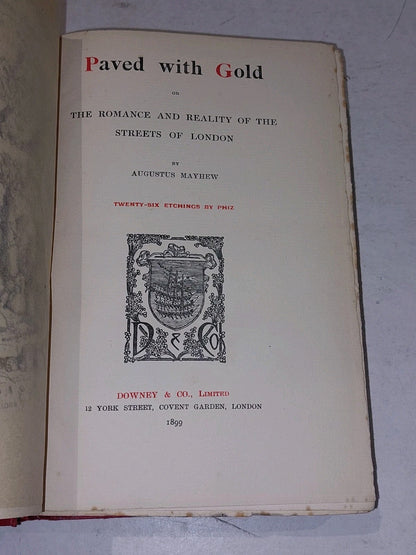 Paved with Gold
OR
THE ROMANCE AND REALITY OF THE
STREETS OF LONDON
BY
AUGUSTUS MAYHEW
TWENTY-SIX ETCHINGS BY PHIZ
D & Co
DOWNEY & CO., LIMITED
12 YORK STREET, COVENT GARDEN, LONDON
1899